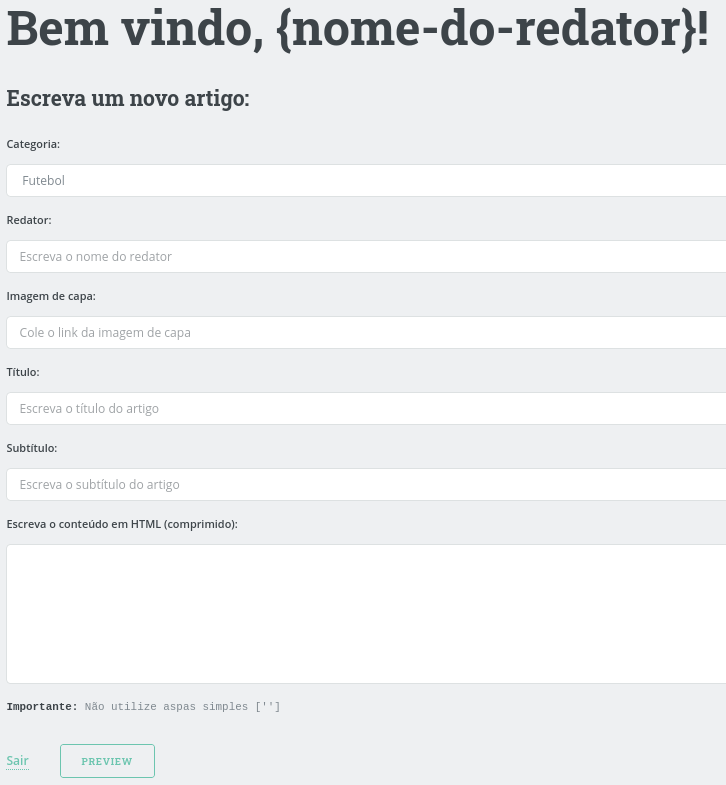 Bem vindo, {nome-do-redator}!
Escreva um novo artigo:
Categoria:
Futebol
Redator:
Escreva o nome do redator
Imagem de capa:
Cole o link da imagem de capa
Título:
Escreva o título do artigo
Subtítulo:
Escreva o subtítulo do artigo
Escreva o conteúdo em HTML (comprimido):
Importante: Não utilize aspas simples ['']
Sair PREVIEW